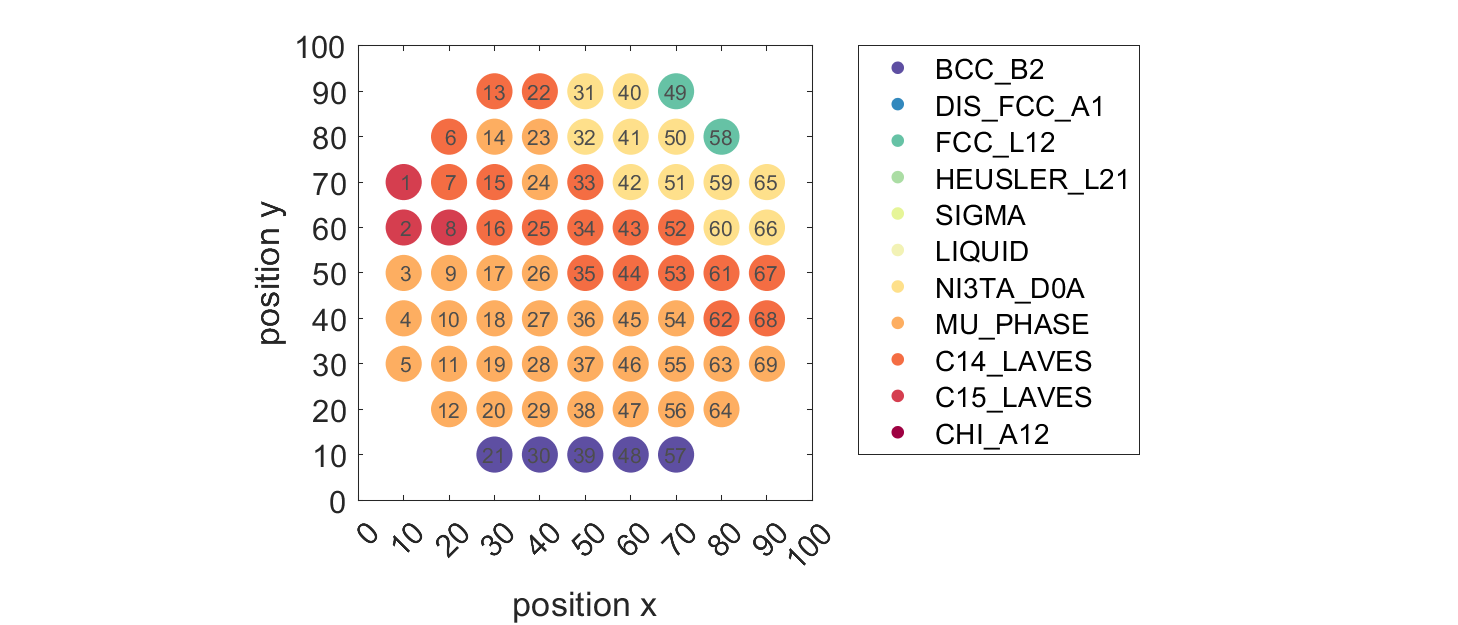 100
90
80
70
60
50
40
30
20
10
0
position y
13 22 31 40 49
6 14 23 32 41 50 58
1 7 15 24 33 42 51 59 65
2 8 16 25 34 43 52 60 66
3 9 17 26 35 44 53 61 67
4 10 18 27 36 45 54 62 68
5 11 19 28 37 46 55 63 69
12 20 29 38 47 56 64
21 30 39 48 57
0 10 20 30 40 50 60 70 80 90 100
position x
BCC_B2
DIS_FCC_A1
FCC_L12
HEUSLER_L21
SIGMA
LIQUID
NI3TA_D0A
MU_PHASE
C14_LAVES
C15_LAVES
CHI_A12